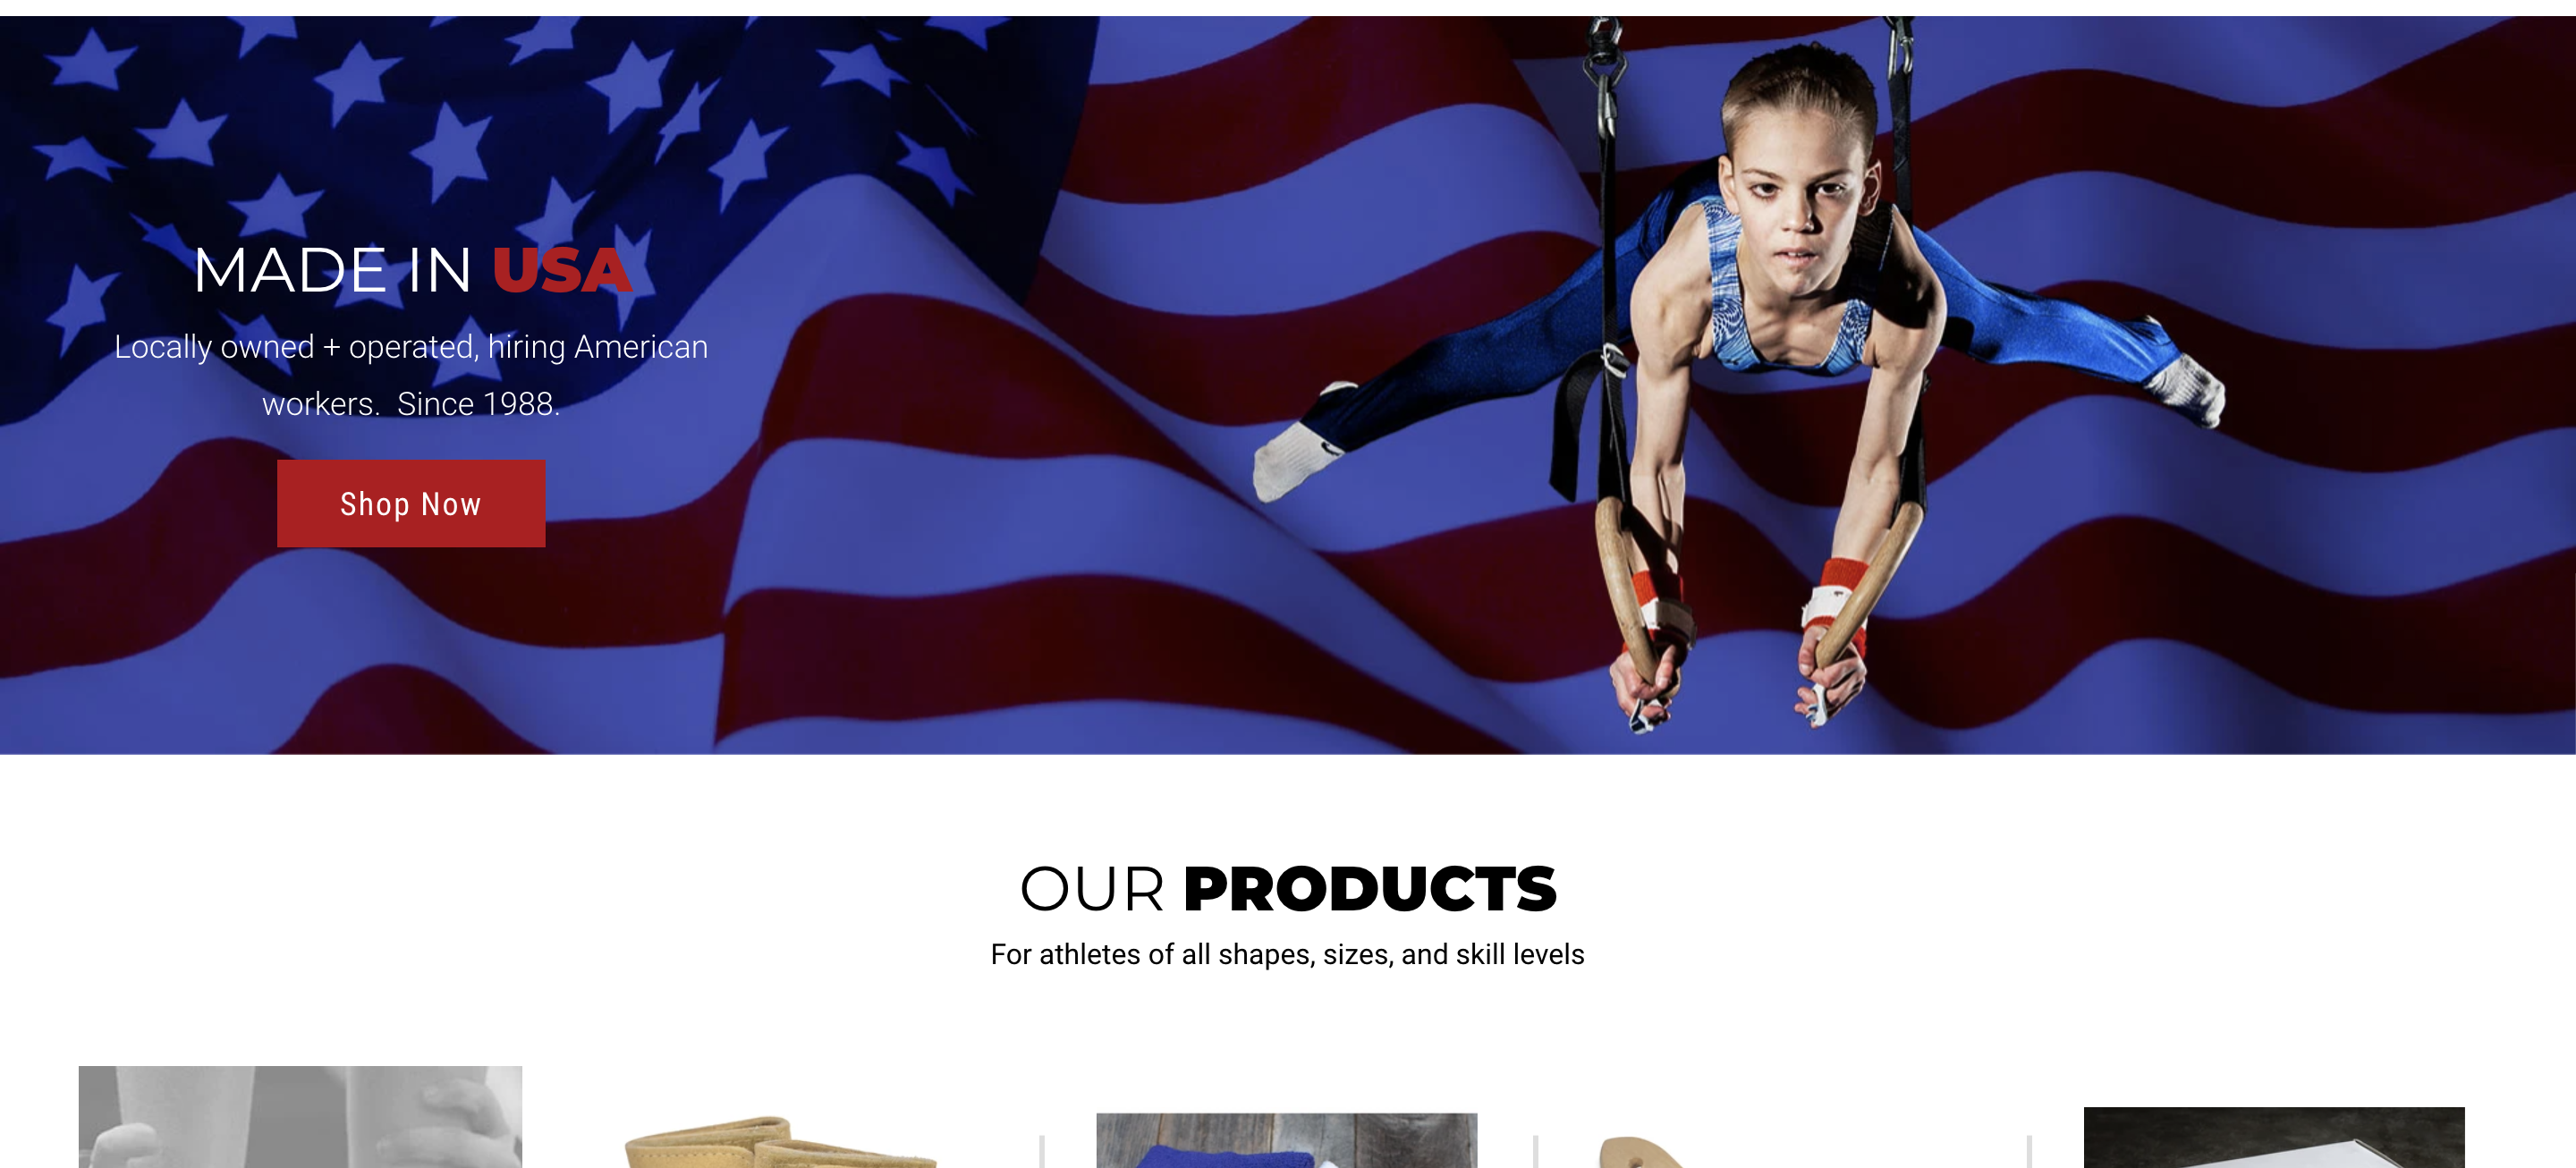 MADE IN USA
Locally owned + operated, hiring American
workers.  Since 1988.
Shop Now
OUR PRODUCTS
For athletes of all shapes, sizes, and skill levels